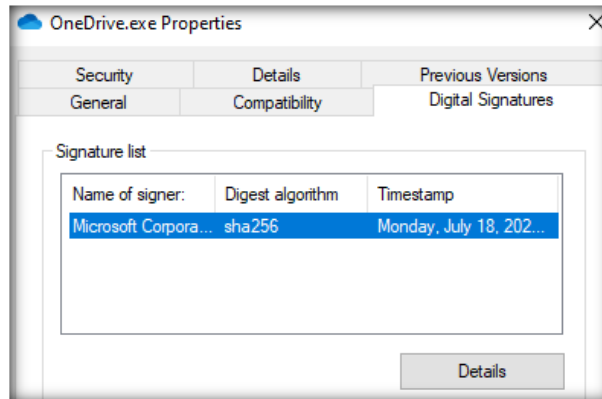 OneDrive.exe Properties
Security Details Previous Versions
General Compatibility Digital Signatures
Signature list
Name of signer: Digest algorithm Timestamp
Microsoft Corpora... sha256 Monday, July 18, 202...
Details